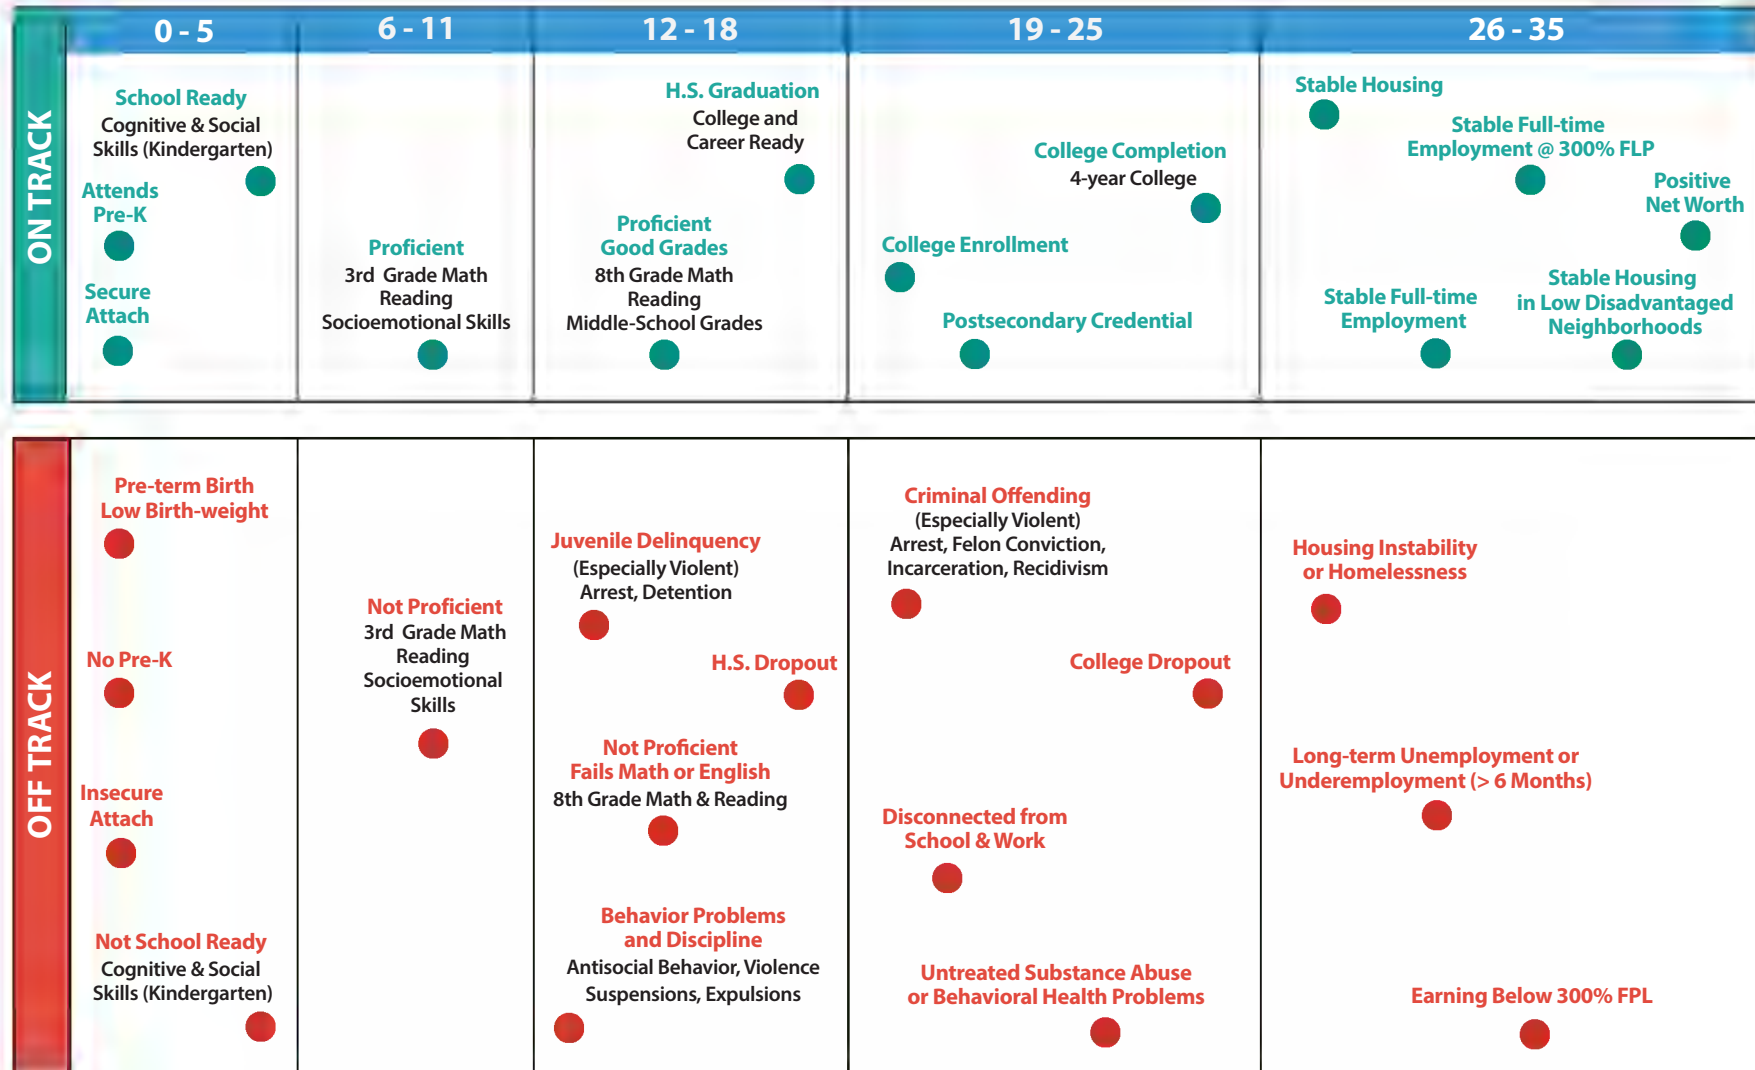 0 - 5
6 - 11
12 - 18
19 - 25
26 - 35
ON TRACK
School Ready
Cognitive & Social
Skills (Kindergarten)
Attends
Pre-K
Secure
Attach
Proficient
3rd Grade Math
Reading
Socioemotional Skills
H.S. Graduation
College and
Career Ready
Proficient
Good Grades
8th Grade Math
Reading
Middle-School Grades
College Completion
4-year College
College Enrollment
Postsecondary Credential
Stable Housing
Stable Full-time
Employment @ 300% FLP
Positive
Net Worth
Stable Full-time
Employment
Stable Housing
in Low Disadvantaged
Neighborhoods
OFF TRACK
Pre-term Birth
Low Birth-weight
No Pre-K
Insecure
Attach
Not School Ready
Cognitive & Social
Skills (Kindergarten)
Not Proficient
3rd Grade Math
Reading
Socioemotional
Skills
Juvenile Delinquency
(Especially Violent)
Arrest, Detention
H.S. Dropout
Not Proficient
Fails Math or English
8th Grade Math & Reading
Behavior Problems
and Discipline
Antisocial Behavior, Violence
Suspensions, Expulsions
Criminal Offending
(Especially Violent)
Arrest, Felon Conviction,
Incarceration, Recidivism
College Dropout
Disconnected from
School & Work
Untreated Substance Abuse
or Behavioral Health Problems
Housing Instability
or Homelessness
Long-term Unemployment or
Underemployment (> 6 Months)
Earning Below 300% FPL